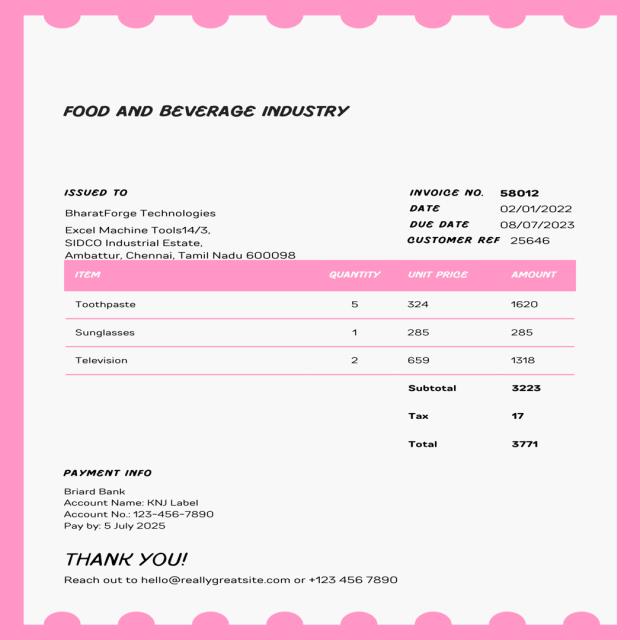 FOOD AND BEVERAGE INDUSTRY
ISSUED TO
BharatForge Technologies
Excel Machine Tools14/3,
SIDCO Industrial Estate,
Ambattur, Chennai, Tamil Nadu 600098
INVOICE NO. 58012
DATE 02/01/2022
DUE DATE 08/07/2023
CUSTOMER REF 25646
ITEM QUANTITY UNIT PRICE AMOUNT
Toothpaste 5 324 1620
Sunglasses 1 285 285
Television 2 659 1318
Subtotal 3223
Tax 17
Total 3771
PAYMENT INFO
Briard Bank
Account Name: KNJ Label
Account No.: 123-456-7890
Pay by: 5 July 2025
THANK YOU!
Reach out to hello@reallygreatsite.com or +123 456 7890